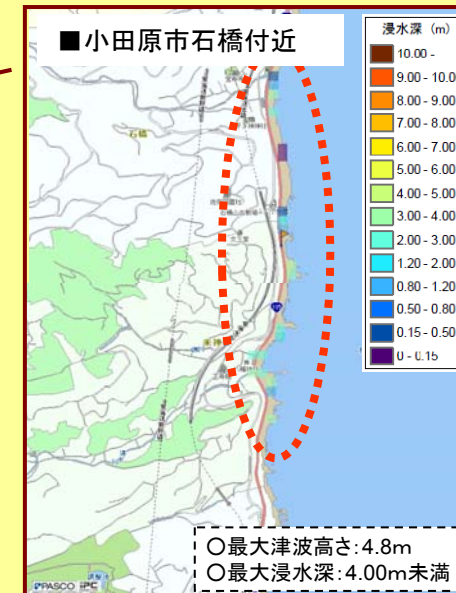 ■小田原市石橋付近
浸水深 (m)
10.00 -
9.00 - 10.0
8.00 - 9.00
7.00 - 8.00
6.00 - 7.00
5.00 - 6.00
4.00 - 5.00
3.00 - 4.00
2.00 - 3.00
1.20 - 2.00
0.80 - 1.20
0.50 - 0.80
0.15 - 0.50
0 - 0.15
石橋
米神
○最大津波高さ:4.8m
○最大浸水深:4.00m未満
PASCO IPC